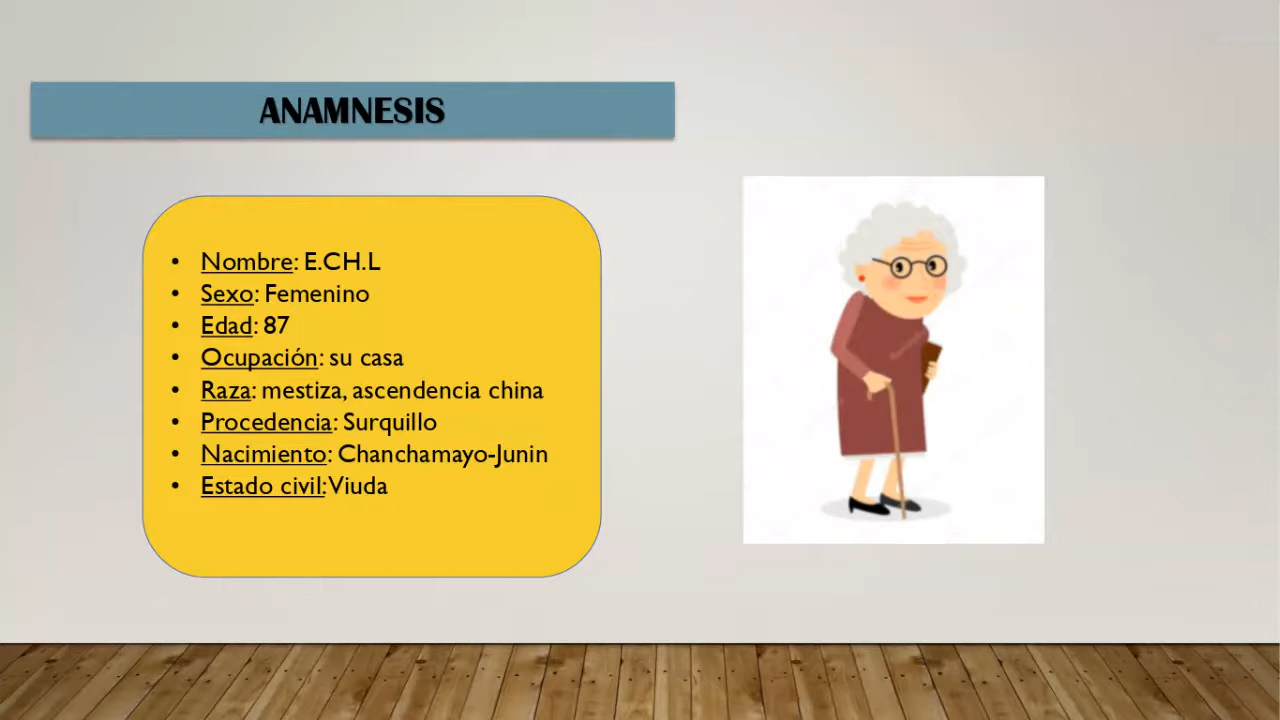 ANAMNESIS
• Nombre: E.CH.L
• Sexo: Femenino
• Edad: 87
• Ocupación: su casa
• Raza: mestiza, ascendencia china
• Procedencia: Surquillo
• Nacimiento: Chanchamayo-Junin
• Estado civil: Viuda